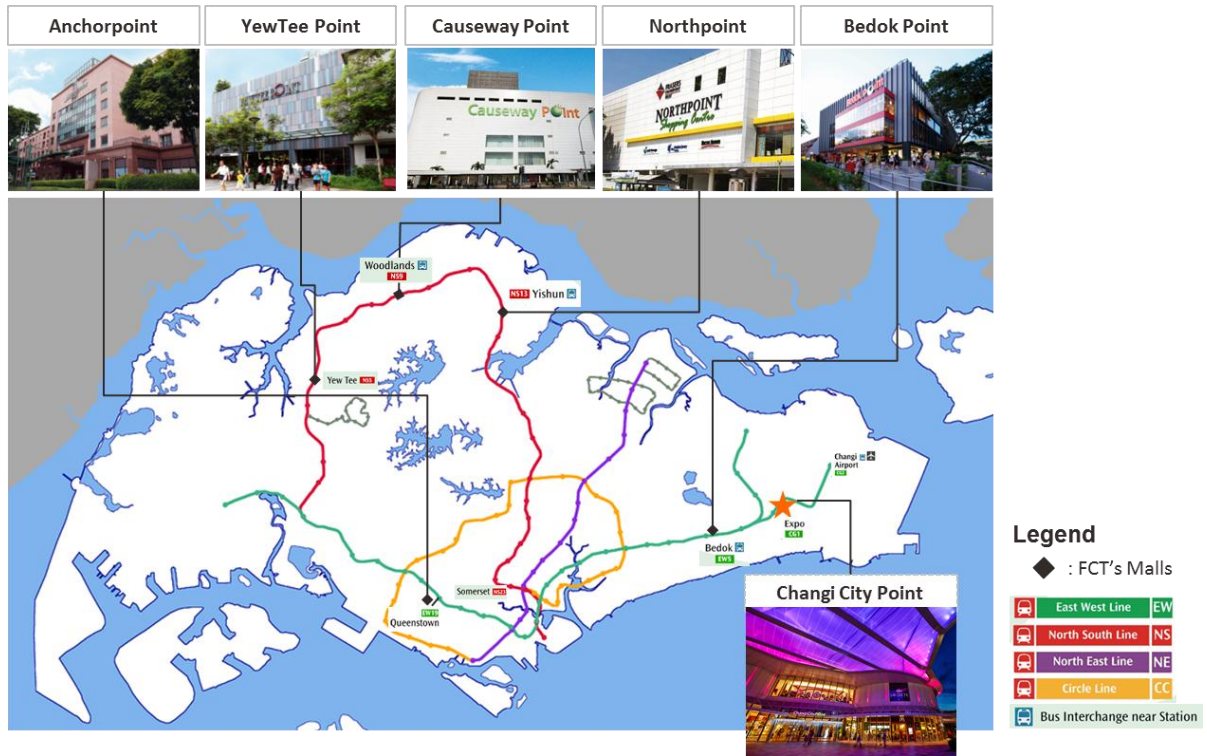 Anchorpoint
YewTee Point
Causeway Point
Northpoint
Bedok Point
Causeway Point
NORTHPOINT
Shopping Centre
Woodlands
NS9
NS13 Yishun
Yew Tee NS5
Changi
Airport
CG2
Expo
CG1
Bedok
EW5
Somerset NS23
EW19
Queenstown
Changi City Point
Legend
: FCT's Malls
East West Line EW
North South Line NS
North East Line NE
Circle Line CC
Bus Interchange near Station